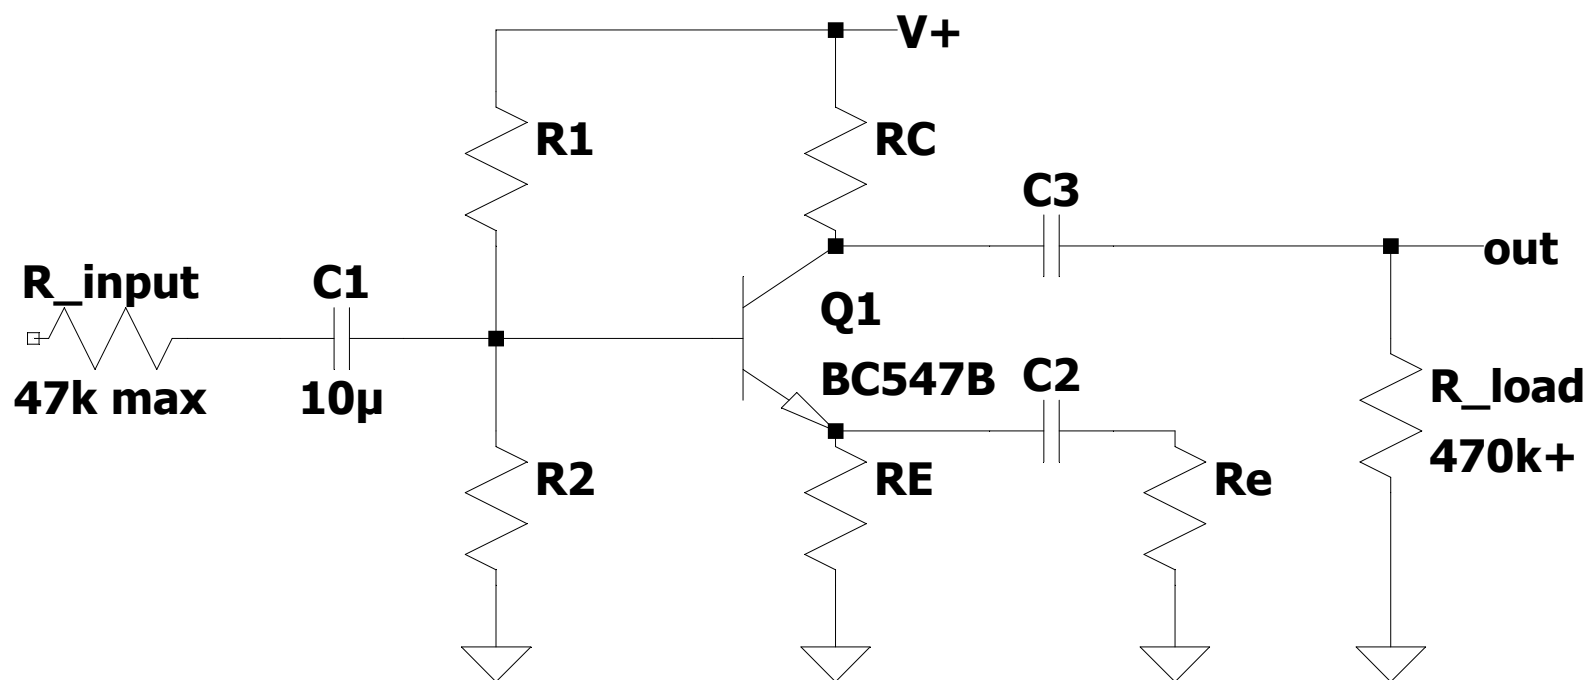 V+
R1
RC
C3
out
R_input
C1
Q1
47k max
10µ
BC547B
C2
R_load
470k+
R2
RE
Re